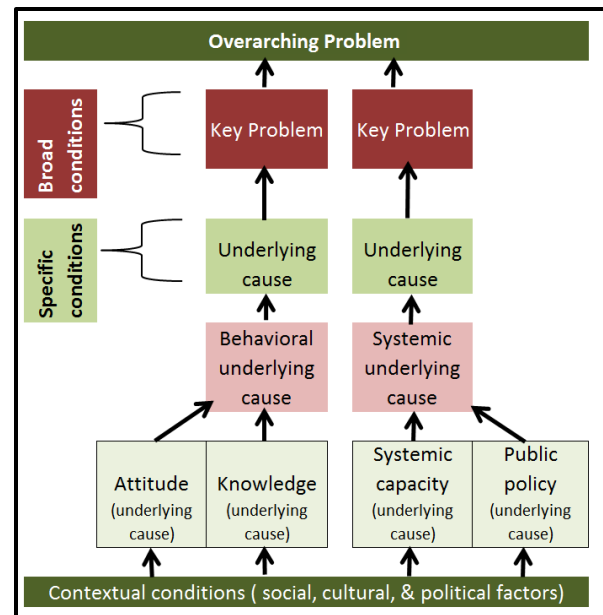 Overarching Problem
Broad
conditions
Key Problem
Key Problem
Specific
conditions
Underlying
cause
Underlying
cause
Behavioral
underlying
cause
Systemic
underlying
cause
Attitude
(underlying
cause)
Knowledge
(underlying
cause)
Systemic
capacity
(underlying
cause)
Public
policy
(underlying
cause)
Contextual conditions ( social, cultural, & political factors)